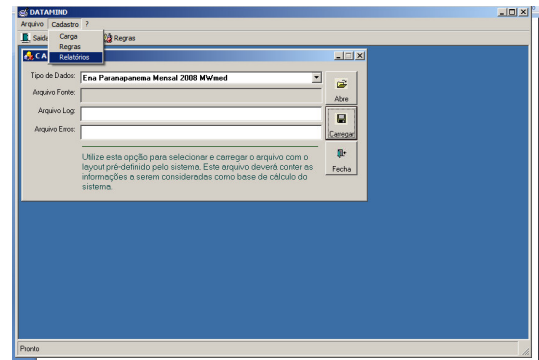 DATAMIND
Arquivo Cadastro ?
Saída Regras
Carga
Regras
Relatórios
CA
Tipo de Dados: Ena Paranapanema Mensal 2008 MWmed
Arquivo Fonte:
Abre
Arquivo Log:
Arquivo Erros:
Carregar
Utilize esta opção para selecionar e carregar o arquivo com o
layout pré-definido pelo sistema. Este arquivo deverá conter as
informações a serem consideradas como base de cálculo do
sistema.
Fecha
Pronto